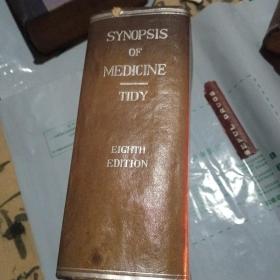 SYNOPSIS
OF
MEDICINE
TIDY
EIGHTH
EDITION